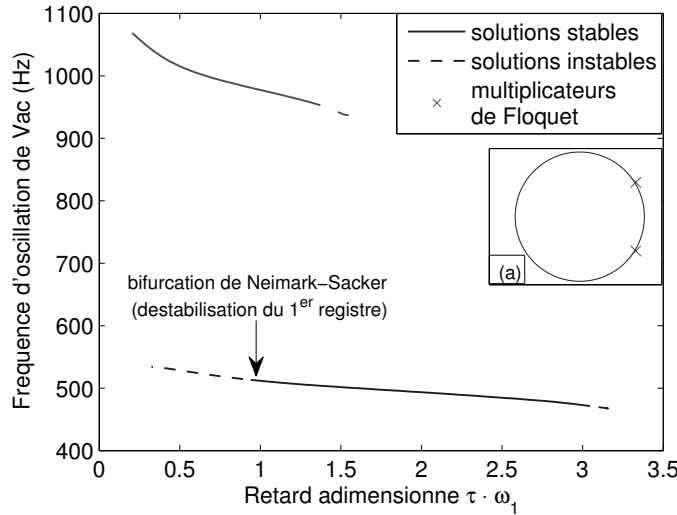 1100
1000
900
800
700
600
500
400
0
0.5
1
1.5
2
2.5
3
3.5
Frequence d'oscillation de Vac (Hz)
Retard adimensionne τ · ω₁
solutions stables
solutions instables
multiplicateurs
de Floquet
(a)
bifurcation de Neimark−Sacker
(destabilisation du 1er registre)